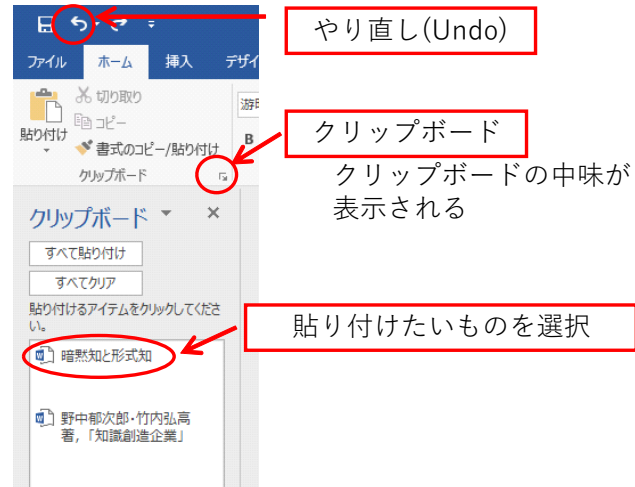 やり直し(Undo)
ファイル ホーム 挿入 デザイ
切り取り
コピー
貼り付け
書式のコピー/貼り付け
游明
B
クリップボード
クリップボード
クリップボードの中味が
表示される
クリップボード
すべて貼り付け
すべてクリア
貼り付けるアイテムをクリックしてくださ
い。
貼り付けたいものを選択
暗黙知と形式知
野中郁次郎・竹内弘高
著,「知識創造企業」